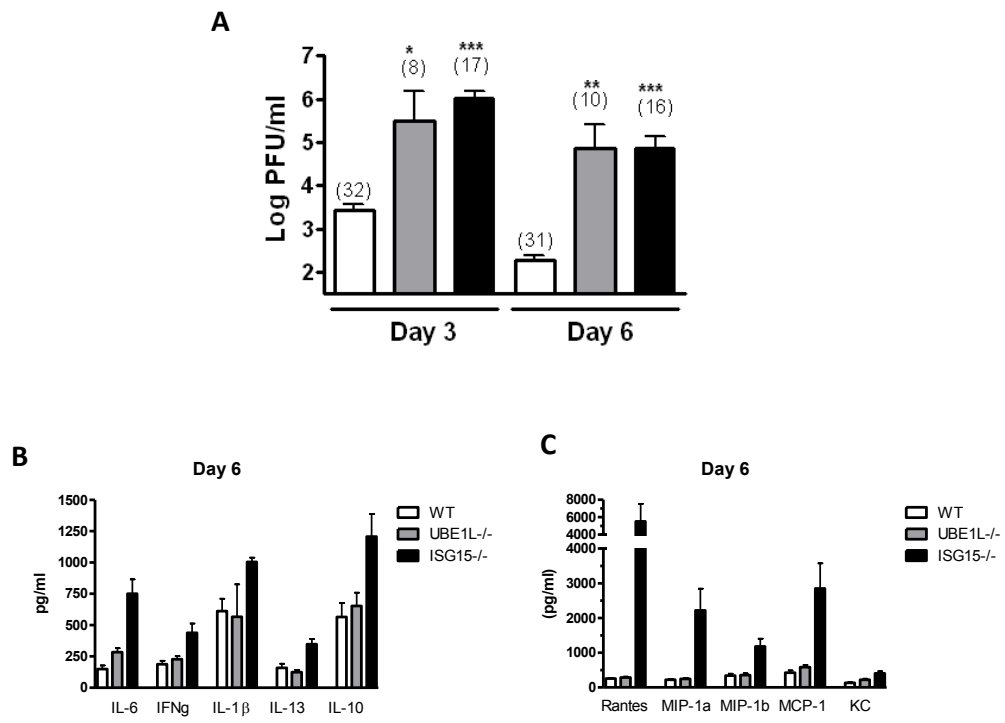 A
Log PFU/ml
7
6
5
4
3
2
(32)
*
(8)
***
(17)
(31)
**
(10)
***
(16)
Day 3
Day 6
B
Day 6
pg/ml
1500
1250
1000
750
500
250
0
IL-6 IFNg IL-1β IL-13 IL-10
WT
UBE1L-/-
ISG15-/-
C
Day 6
(pg/ml)
8000
6000
4000
4000
3000
2000
1000
0
Rantes MIP-1a MIP-1b MCP-1 KC
WT
UBE1L-/-
ISG15-/-